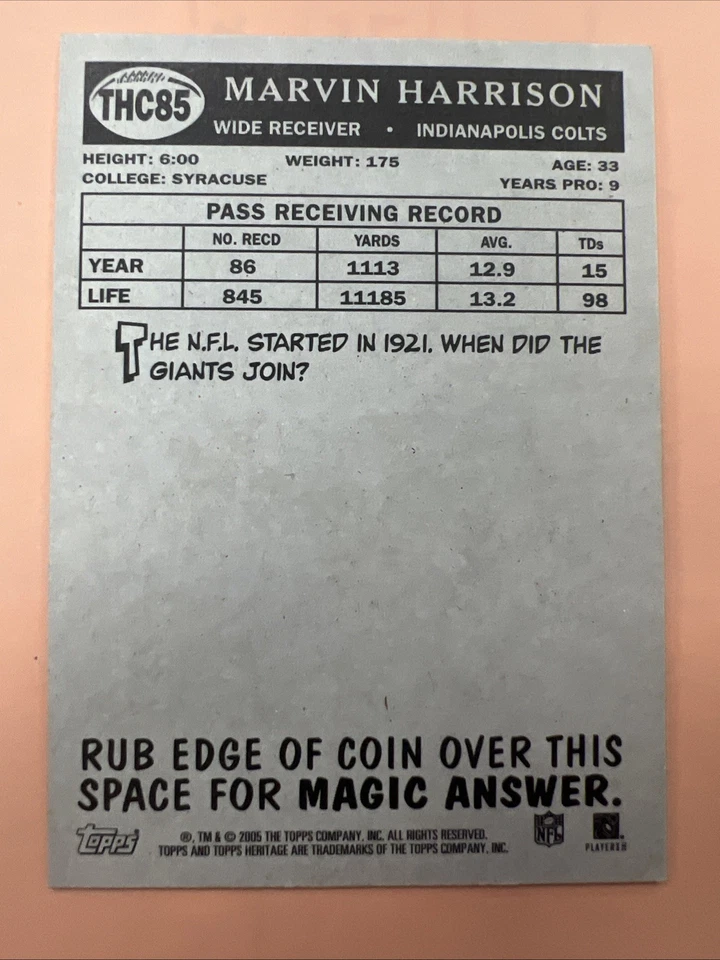 THC85
MARVIN HARRISON
WIDE RECEIVER • INDIANAPOLIS COLTS
HEIGHT: 6:00 WEIGHT: 175 AGE: 33
COLLEGE: SYRACUSE YEARS PRO: 9
PASS RECEIVING RECORD
NO. RECD YARDS AVG. TDs
YEAR 86 1113 12.9 15
LIFE 845 11185 13.2 98
THE N.F.L. STARTED IN 1921. WHEN DID THE
GIANTS JOIN?
RUB EDGE OF COIN OVER THIS
SPACE FOR MAGIC ANSWER.
Topps
®, TM & © 2005 THE TOPPS COMPANY, INC. ALL RIGHTS RESERVED.
TOPPS AND TOPPS HERITAGE ARE TRADEMARKS OF THE TOPPS COMPANY, INC.
NFL
PLAYERS